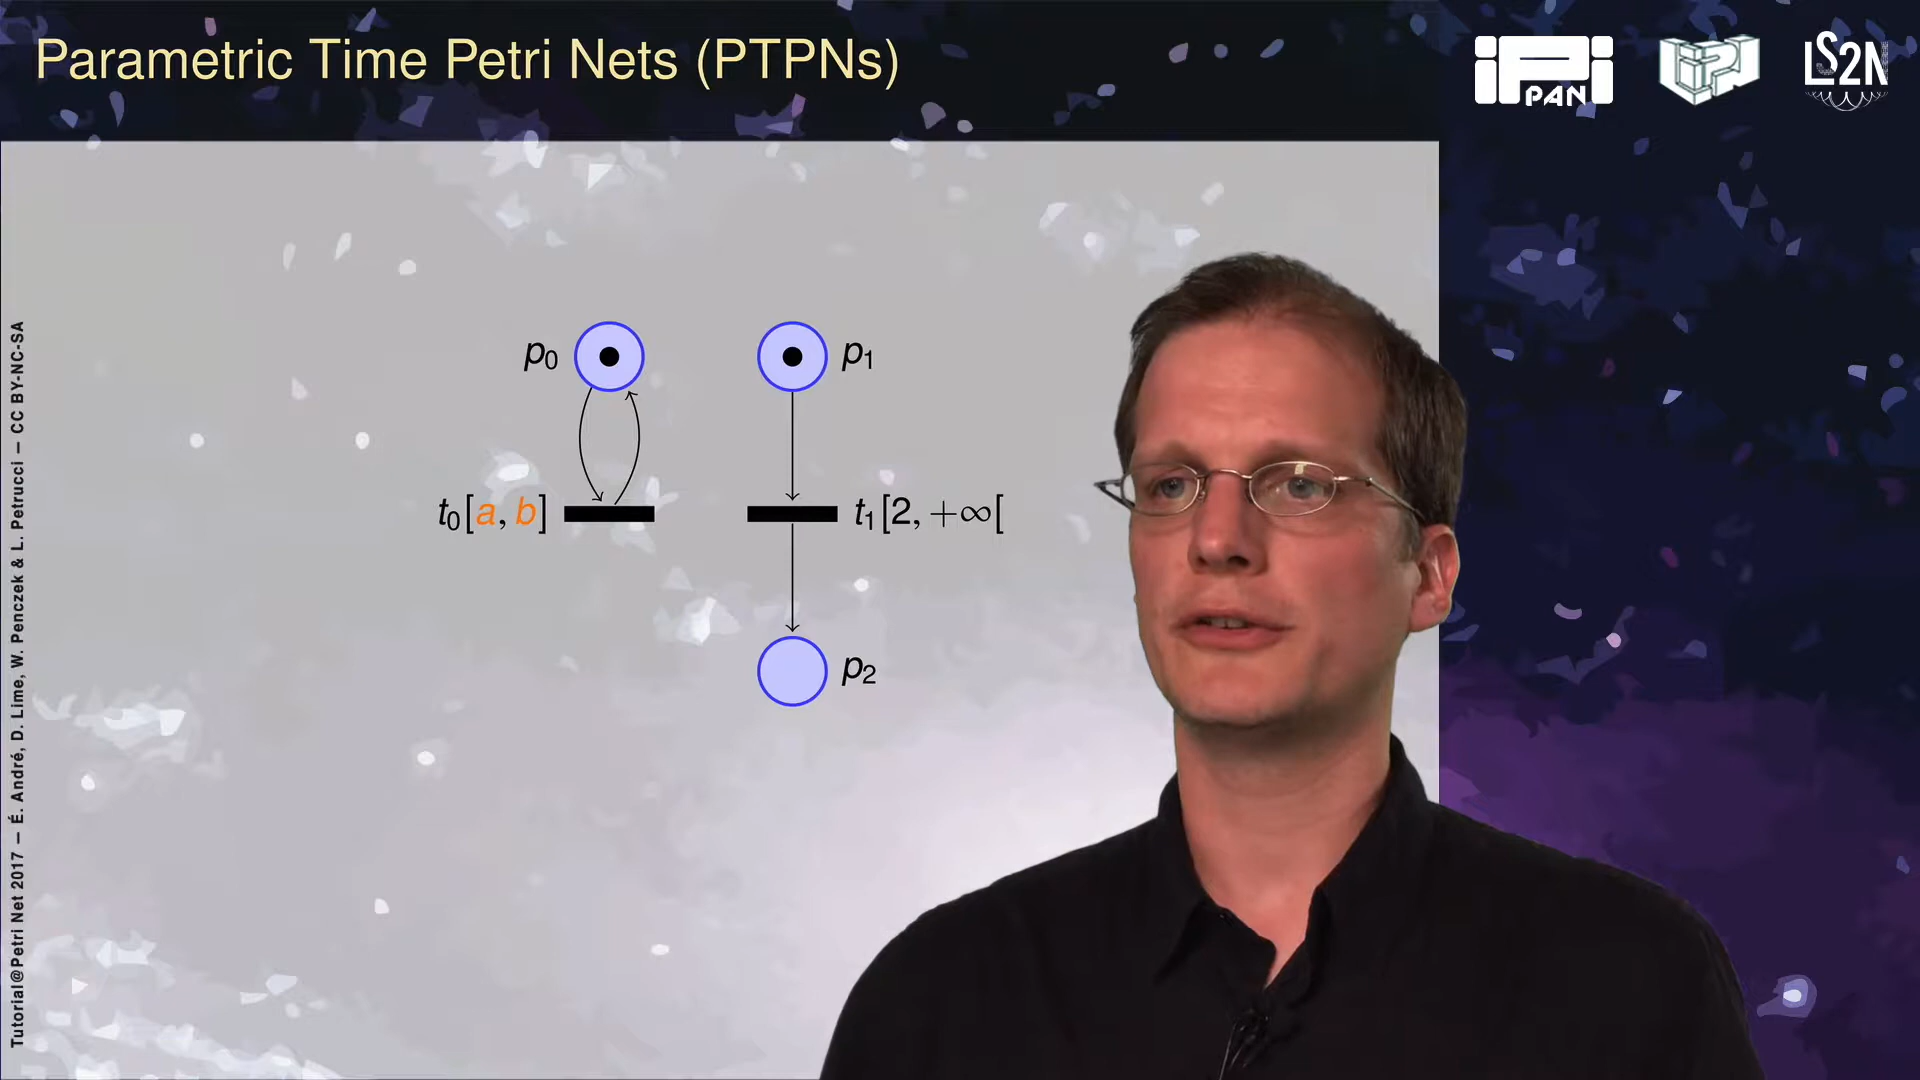 Parametric Time Petri Nets (PTPNs)
iPi PAN
LIPN
LS2N
p₀
p₁
t₀[a, b]
t₁[2, +∞[
p₂
Tutorial@Petri Net 2017 — É. André, D. Lime, W. Penczek & L. Petrucci — CC BY-NC-SA